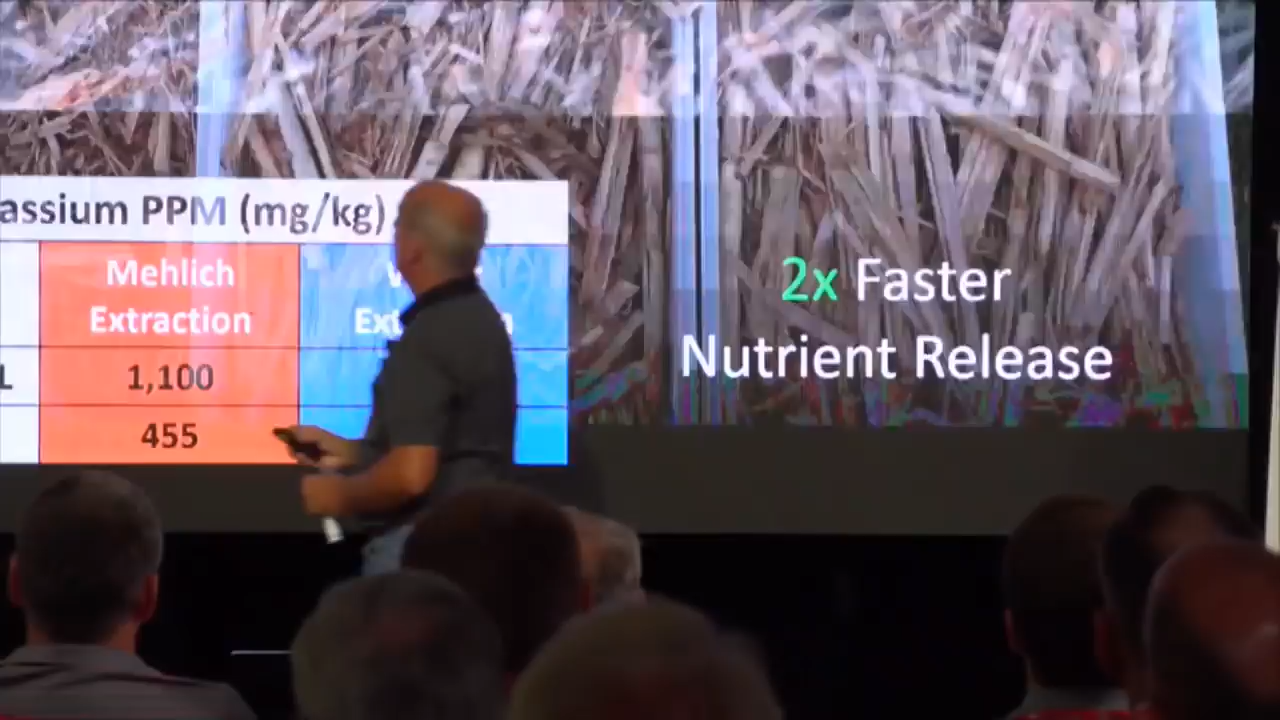 assium PPM (mg/kg)
Mehlich
Extraction
L
1,100
455
2x Faster
Nutrient Release